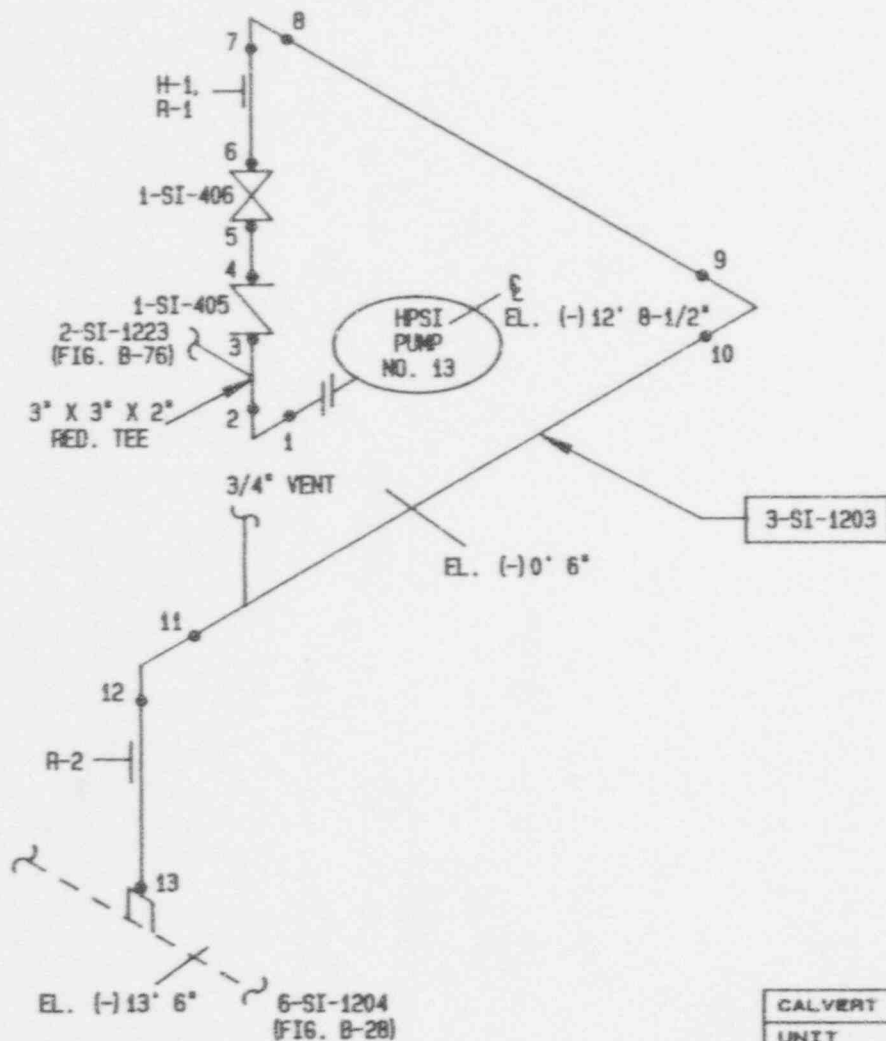 8
7
H-1,
R-1
6
1-SI-406
5
4
9
1-SI-405
℄
EL. (-) 12' 8-1/2"
HPSI
PUMP
NO. 13
2-SI-1223
(FIG. B-76)
3
10
3" X 3" X 2"
RED. TEE
2
1
3/4" VENT
3-SI-1203
EL. (-) 0' 6"
11
12
R-2
13
EL. (-) 13' 6"
6-SI-1204
(FIG. B-28)
CALVERT
UNIT